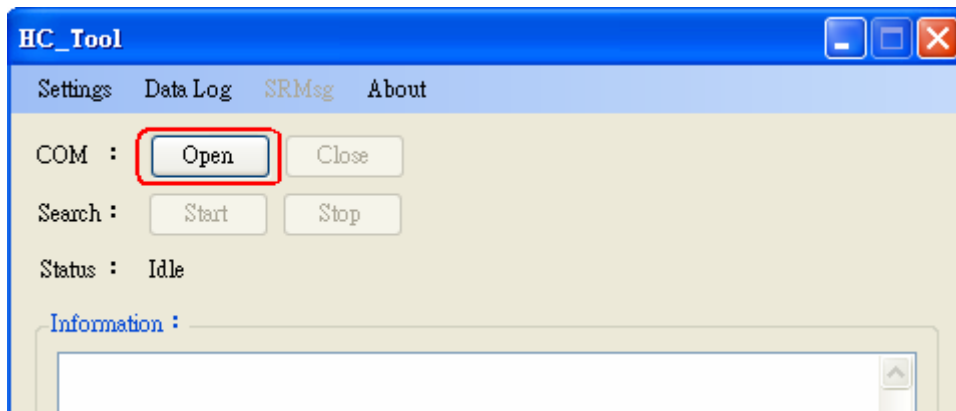 HC_Tool
Settings Data Log SRMsg About
COM : Open Close
Search : Start Stop
Status : Idle
Information :